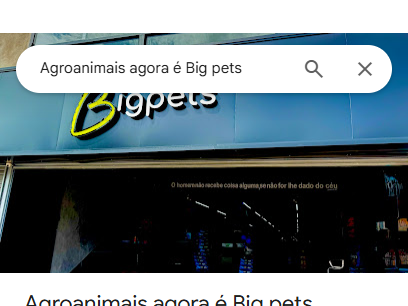 Agroanimais agora é Big pets
Bigpets
O homem não recebe coisa alguma, se não for lhe dado do céu
Agroanimais agora é Big pets